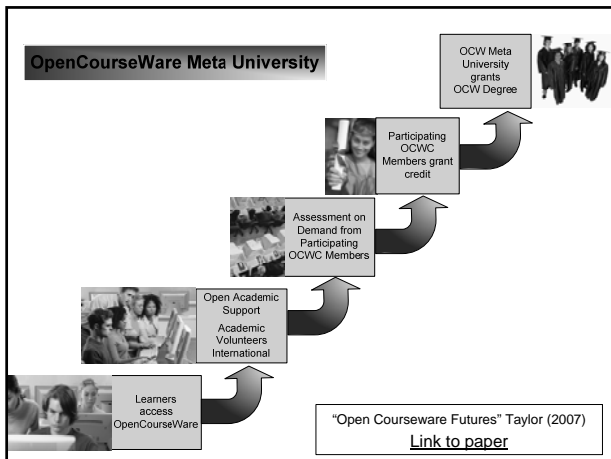 OpenCourseWare Meta University
OCW Meta
University
grants
OCW Degree
Participating
OCWC
Members grant
credit
Assessment on
Demand from
Participating
OCWC Members
Open Academic
Support
Academic
Volunteers
International
Learners
access
OpenCourseWare
“Open Courseware Futures” Taylor (2007)
Link to paper